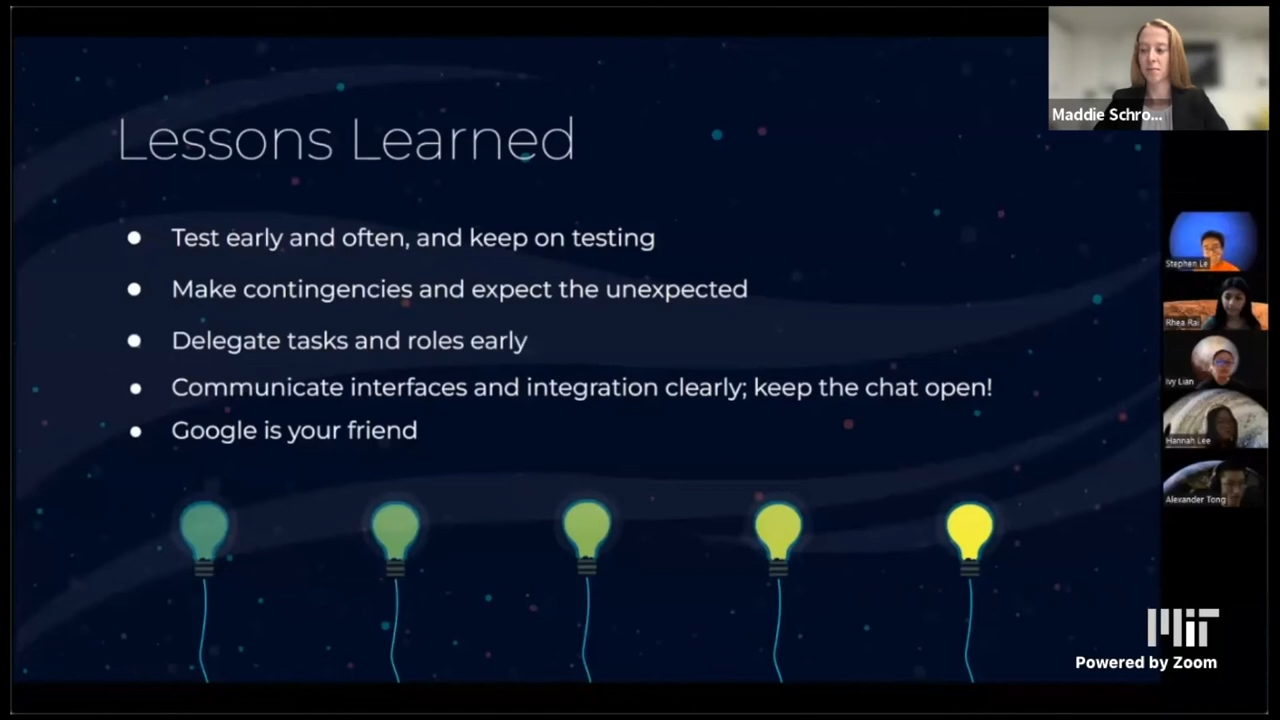 Maddie Schro...
Lessons Learned
Test early and often, and keep on testing
Make contingencies and expect the unexpected
Delegate tasks and roles early
Communicate interfaces and integration clearly; keep the chat open!
Google is your friend
Stephen Le
Rhea Rai
Ivy Lian
Hannah Lee
Alexander Tong
MIT
Powered by Zoom